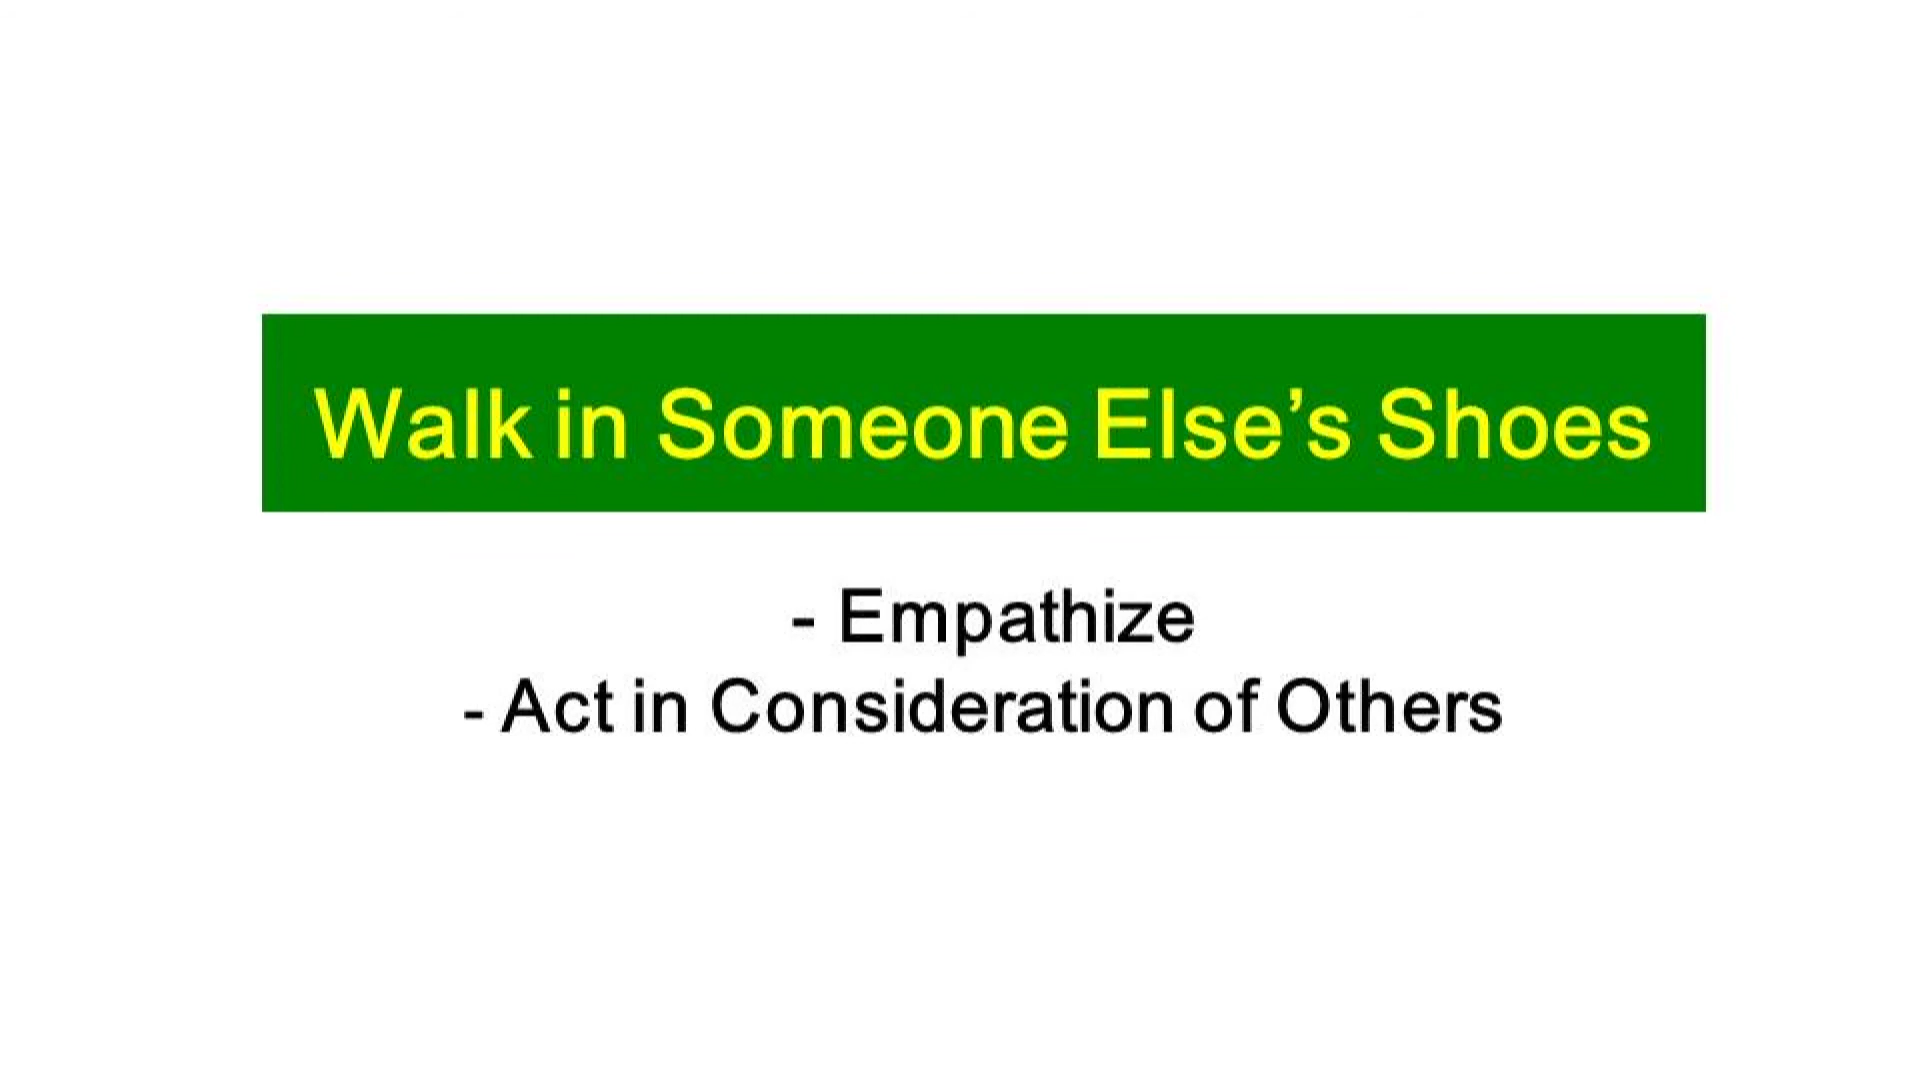 Walk in Someone Else’s Shoes
- Empathize
- Act in Consideration of Others